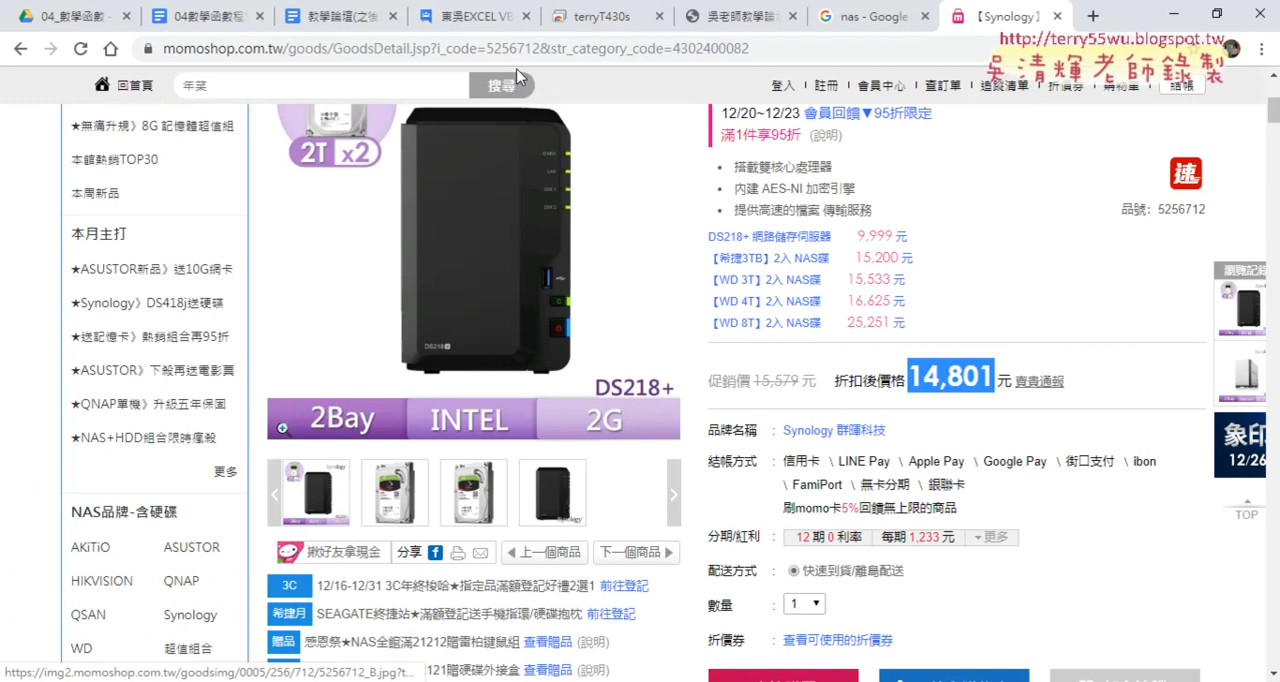 04_數學函數 -
04數學函數程
教學論壇(之後
東吳EXCEL VB
terryT430s
吳老師教學論
nas - Google
【Synology】
momoshop.com.tw/goods/GoodsDetail.jsp?i_code=5256712&str_category_code=4302400082
http://terry55wu.blogspot.tw
吳清輝老師錄製
回首頁
年菜
搜尋
登入
註冊
會員中心
查訂單
追蹤清單
折價券
購物車
結帳
★無痛升規》8G 記憶體超值組
本館熱銷TOP30
本周新品
本月主打
★ASUSTOR新品》送10G網卡
★Synology》DS418j送硬碟
★送記憶卡》熱銷組合再95折
★ASUSTOR》下殺再送電影票
★QNAP單機》升級五年保固
★NAS+HDD組合限時瘋殺
更多
NAS品牌-含硬碟
AKiTiO ASUSTOR
HIKVISION QNAP
QSAN Synology
WD 超值組合
2T x2
DS218+
DS218+
2Bay INTEL 2G
揪好友拿現金
分享
上一個商品
下一個商品
3C 12/16-12/31 3C年終梭哈★指定品滿額登記好禮2選1 前往登記
希捷月 SEAGATE終捷站★滿額登記送手機指環/硬碟抱枕 前往登記
贈品 感恩祭★NAS全館滿21212贈雷柏鍵鼠組 查看贈品 (說明)
121贈硬碟外接盒 查看贈品 (說明)
12/20~12/23 會員回饋▼95折限定
滿1件享95折 (說明)
搭載雙核心處理器
內建 AES-NI 加密引擎
提供高速的檔案 傳輸服務
速
品號: 5256712
DS218+ 網路儲存伺服器 9,999 元
【希捷3TB】2入 NAS碟 15,200 元
【WD 3T】2入 NAS碟 15,533 元
【WD 4T】2入 NAS碟 16,625 元
【WD 8T】2入 NAS碟 25,251 元
促銷價 15,579 元 折扣後價格 14,801 元 賣貴通報
品牌名稱 : Synology 群暉科技
結帳方式 : 信用卡 \ LINE Pay \ Apple Pay \ Google Pay \ 街口支付 \ ibon
\ FamiPort \ 無卡分期 \ 銀聯卡
刷momo卡5%回饋無上限的商品
分期/紅利 : 12 期 0 利率 每期 1,233 元 更多
配送方式 : 快速到貨/離島配送
數量 : 1
折價券 : 查看可使用的折價券
瀏覽記錄
象印
12/26
TOP
https://img2.momoshop.com.tw/goodsimg/0005/256/712/5256712_B.jpg?t...